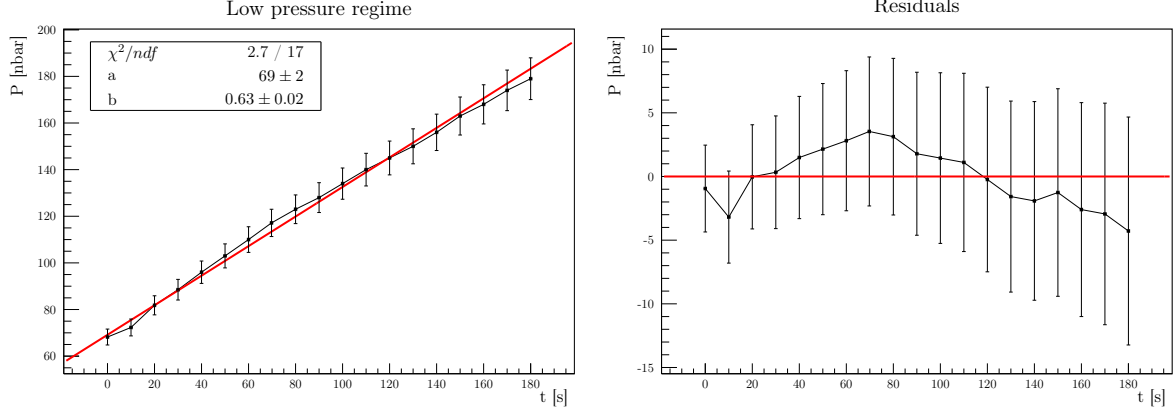 Low pressure regime
P [nbar]
200
180
160
140
120
100
80
60
χ²/ndf 2.7 / 17
a 69 ± 2
b 0.63 ± 0.02
0 20 40 60 80 100 120 140 160 180
t [s]
Residuals
P [nbar]
10
5
0
-5
-10
-15
0 20 40 60 80 100 120 140 160 180
t [s]